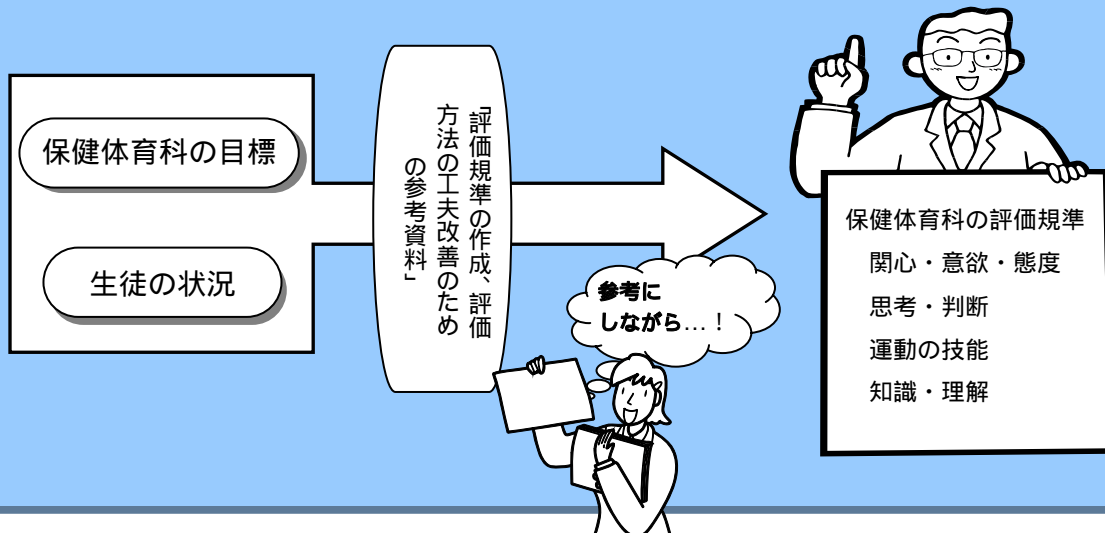 保健体育科の目標
生徒の状況
「評価規準の作成、評価
方法の工夫改善のため
の参考資料」
参考に
しながら…！
保健体育科の評価規準
関心・意欲・態度
思考・判断
運動の技能
知識・理解